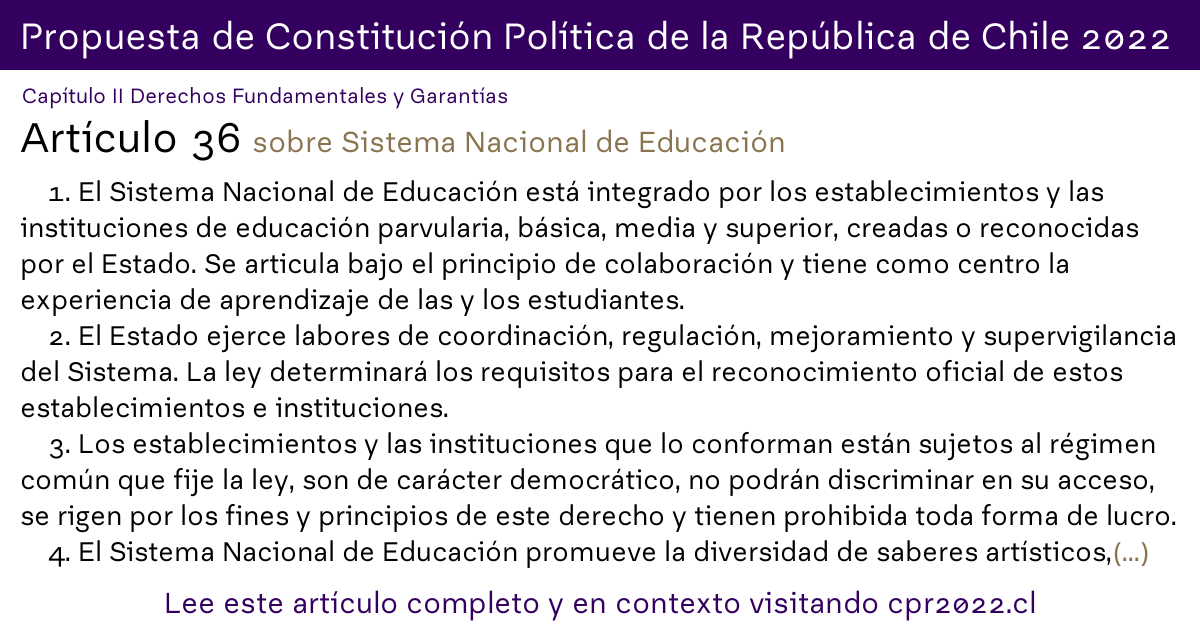 Propuesta de Constitución Política de la República de Chile 2022
Capítulo II Derechos Fundamentales y Garantías
Artículo 36 sobre Sistema Nacional de Educación
1. El Sistema Nacional de Educación está integrado por los establecimientos y las
instituciones de educación parvularia, básica, media y superior, creadas o reconocidas
por el Estado. Se articula bajo el principio de colaboración y tiene como centro la
experiencia de aprendizaje de las y los estudiantes.
2. El Estado ejerce labores de coordinación, regulación, mejoramiento y supervigilancia
del Sistema. La ley determinará los requisitos para el reconocimiento oficial de estos
establecimientos e instituciones.
3. Los establecimientos y las instituciones que lo conforman están sujetos al régimen
común que fije la ley, son de carácter democrático, no podrán discriminar en su acceso,
se rigen por los fines y principios de este derecho y tienen prohibida toda forma de lucro.
4. El Sistema Nacional de Educación promueve la diversidad de saberes artísticos,(...)
Lee este artículo completo y en contexto visitando cpr2022.cl